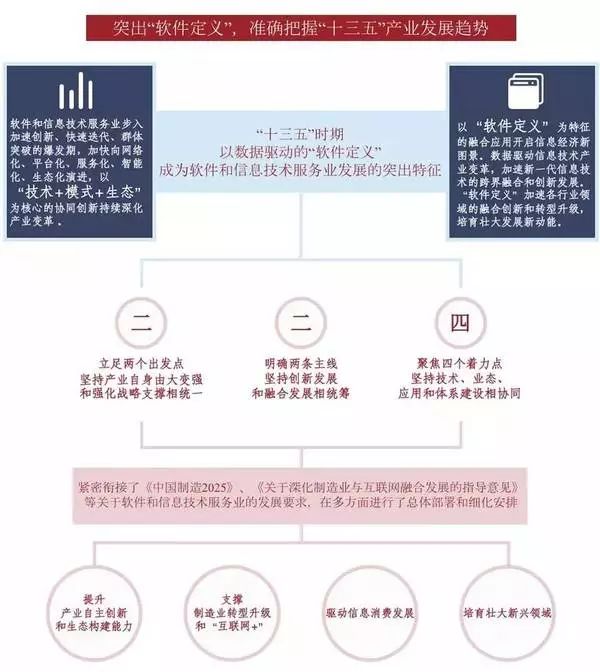 突出“软件定义”，准确把握“十三五”产业发展趋势
软件和信息技术服务业步入
加速创新、快速迭代、群体
突破的爆发期，加快向网络
化、平台化、服务化、智能
化、生态化演进，以
“技术+模式+生态”
为核心的协同创新持续深化
产业变革。
“十三五”时期
以数据驱动的“软件定义”
成为软件和信息技术服务业发展的突出特征
以“软件定义”为特征
的融合应用开启信息经济新
图景。数据驱动信息技术产
业变革，加速新一代信息技术
的跨界融合和创新发展。
“软件定义”加速各行业领
域的融合创新和转型升级，
培育壮大发展新动能。
二
立足两个出发点
坚持产业自身由大变强
和强化战略支撑相统一
二
明确两条主线
坚持创新发展
和融合发展相统筹
四
聚焦四个着力点
坚持技术、业态、
应用和体系建设相协同
紧密衔接了《中国制造2025》、《关于深化制造业与互联网融合发展的指导意见》
等关于软件和信息技术服务业的发展要求，在多方面进行了总体部署和细化安排
提升
产业自主创新
和生态构建能力
支撑
制造业转型升级
和“互联网+”
驱动信息消费发展
培育壮大新兴领域